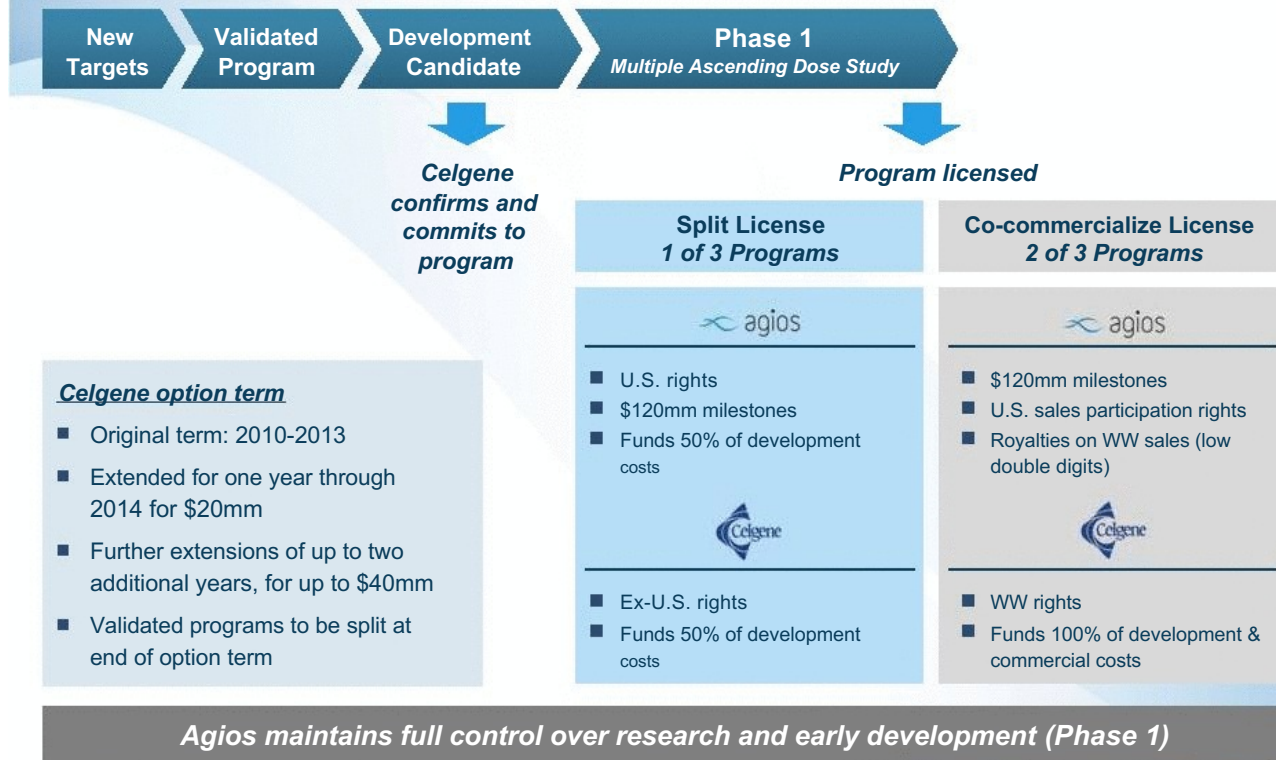 New
Targets
Validated
Program
Development
Candidate
Phase 1
Multiple Ascending Dose Study
Celgene
confirms and
commits to
program
Program licensed
Split License
1 of 3 Programs
agios
■ U.S. rights
■ $120mm milestones
■ Funds 50% of development
costs
Celgene
■ Ex-U.S. rights
■ Funds 50% of development
costs
Co-commercialize License
2 of 3 Programs
agios
■ $120mm milestones
■ U.S. sales participation rights
■ Royalties on WW sales (low
double digits)
Celgene
■ WW rights
■ Funds 100% of development &
commercial costs
Celgene option term
■ Original term: 2010-2013
■ Extended for one year through
2014 for $20mm
■ Further extensions of up to two
additional years, for up to $40mm
■ Validated programs to be split at
end of option term
Agios maintains full control over research and early development (Phase 1)